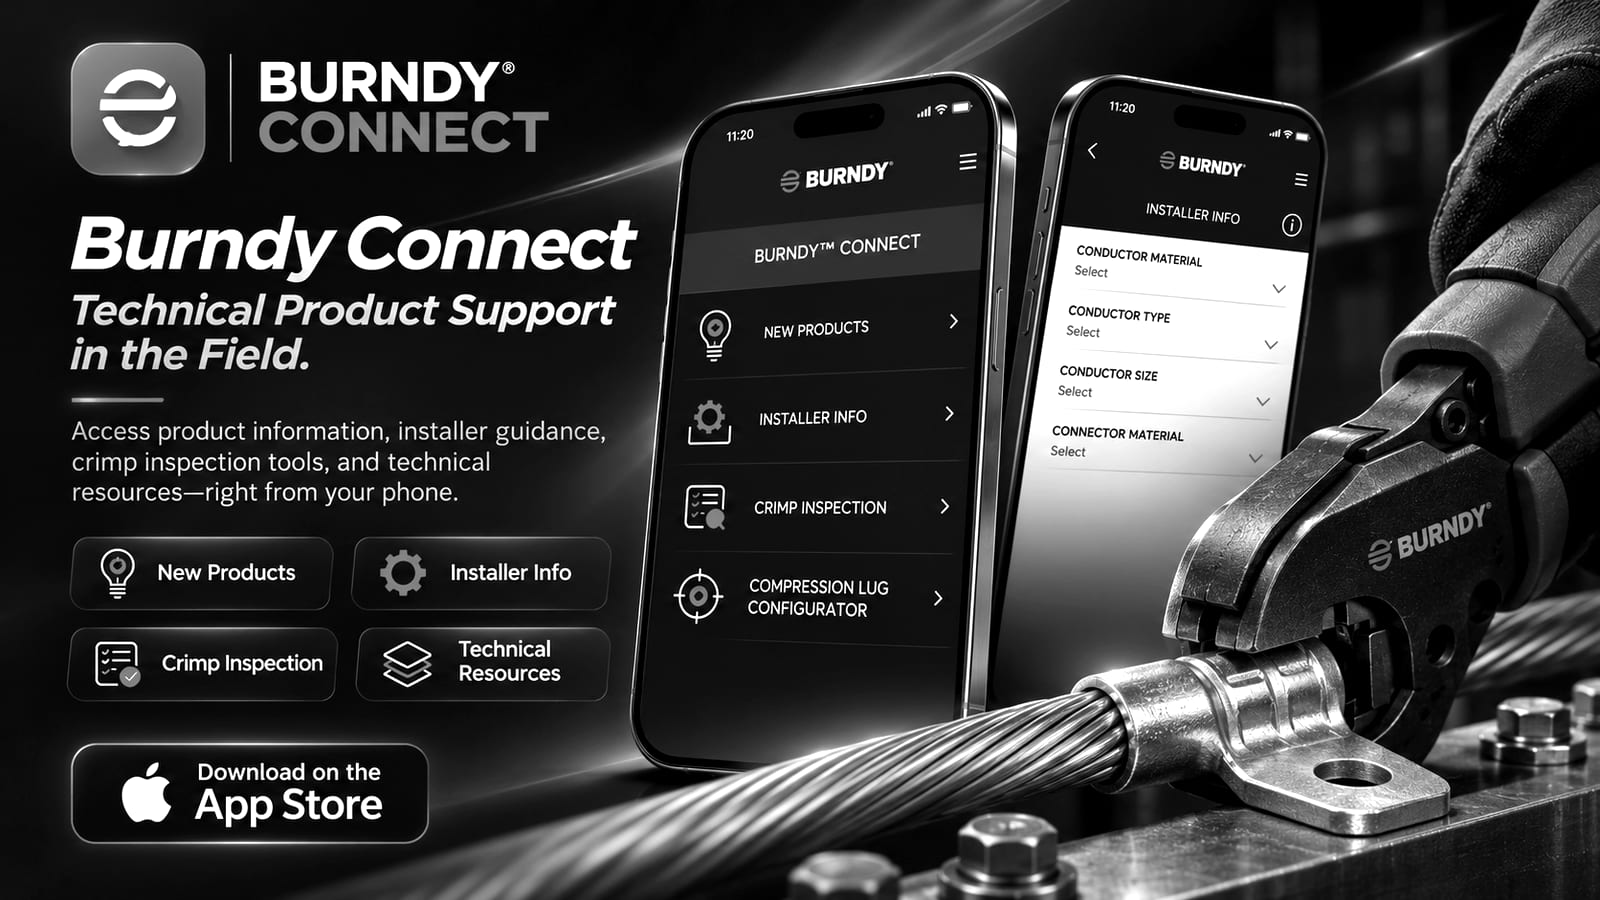 BURNDY®
CONNECT
Burndy Connect
Technical Product Support
in the Field.
Access product information, installer guidance,
crimp inspection tools, and technical
resources—right from your phone.
New Products
Installer Info
Crimp Inspection
Technical
Resources
Download on the
App Store
11:20
BURNDY®
BURNDY™ CONNECT
NEW PRODUCTS
INSTALLER INFO
CRIMP INSPECTION
COMPRESSION LUG
CONFIGURATOR
11:20
BURNDY®
INSTALLER INFO
i
CONDUCTOR MATERIAL
Select
CONDUCTOR TYPE
Select
CONDUCTOR SIZE
Select
CONNECTOR MATERIAL
Select
BURNDY®